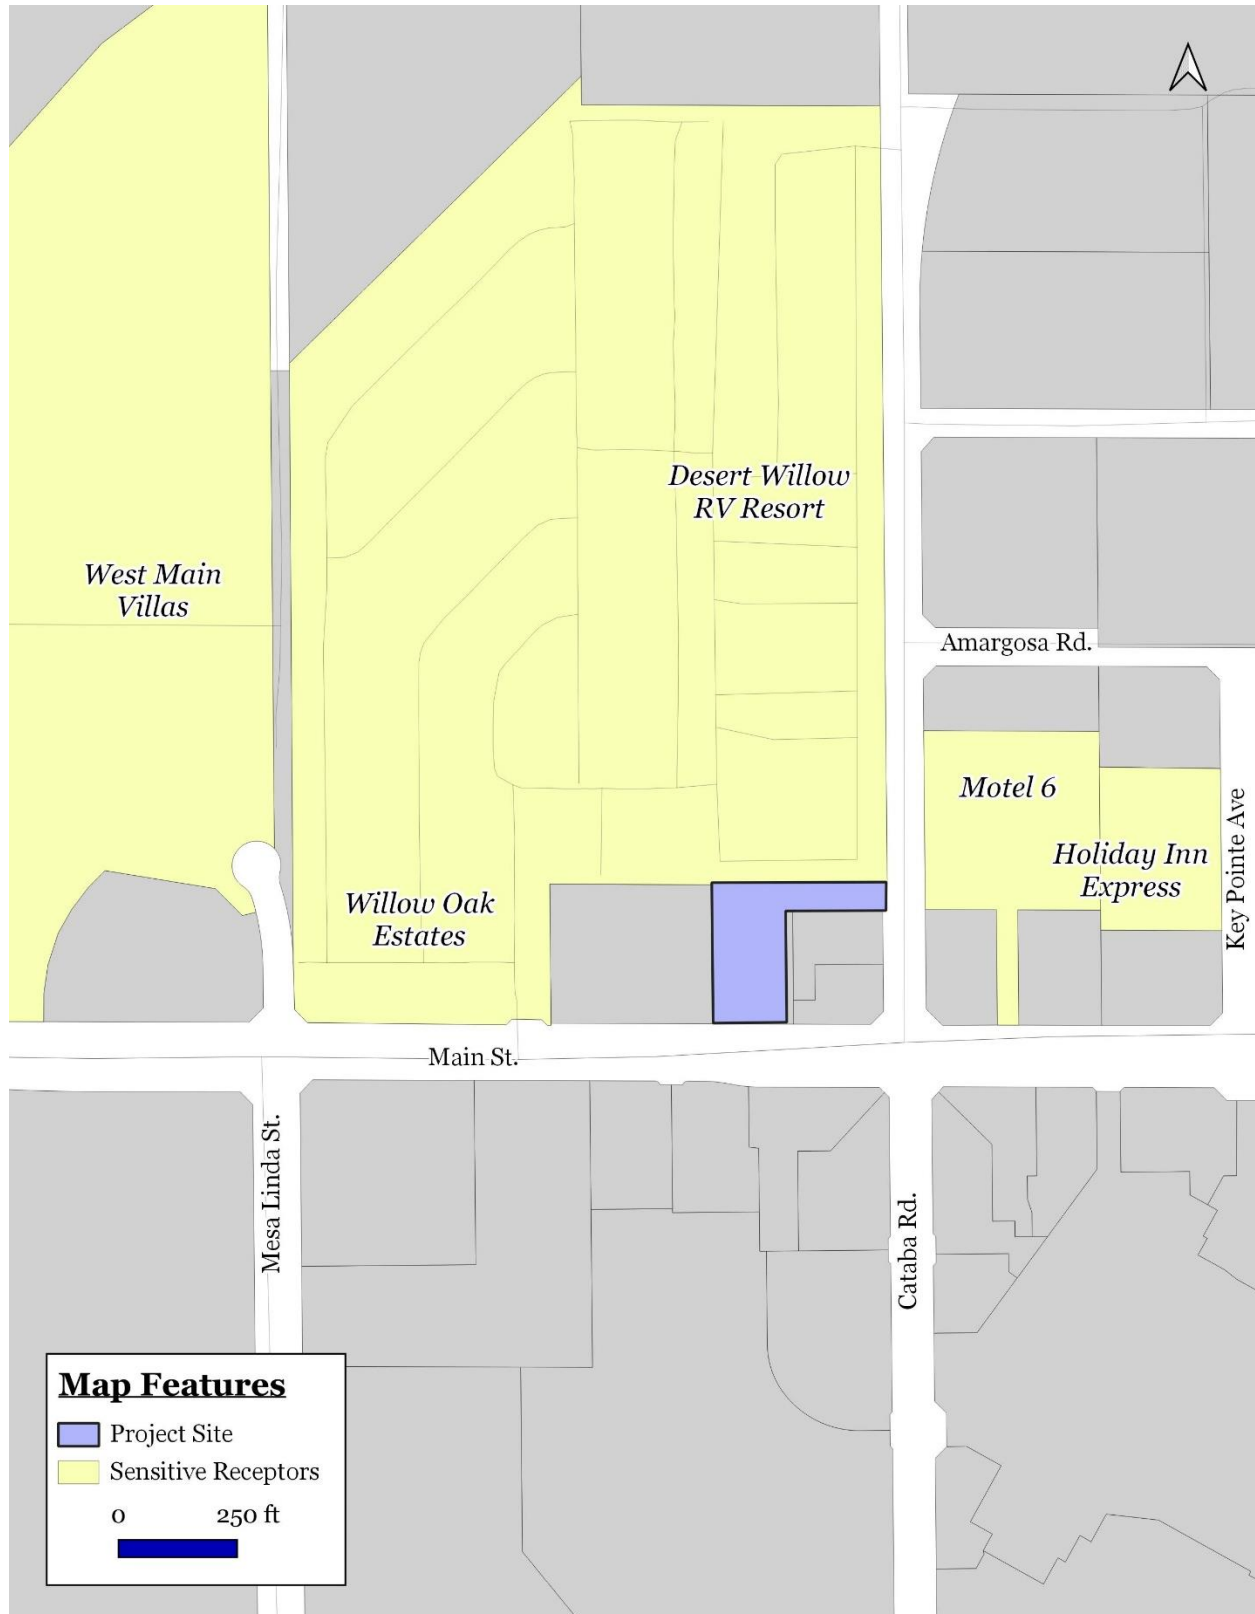 Desert Willow
RV Resort
West Main
Villas
Amargosa Rd.
Motel 6
Holiday Inn
Express
Key Pointe Ave
Willow Oak
Estates
Main St.
Mesa Linda St.
Cataba Rd.
Map Features
Project Site
Sensitive Receptors
0 250 ft